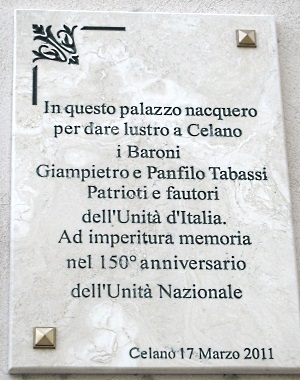 In questo palazzo nacquero
per dare lustro a Celano
i Baroni
Giampietro e Panfilo Tabassi
Patrioti e fautori
dell'Unità d'Italia.
Ad imperitura memoria
nel 150° anniversario
dell'Unità Nazionale
Celano 17 Marzo 2011